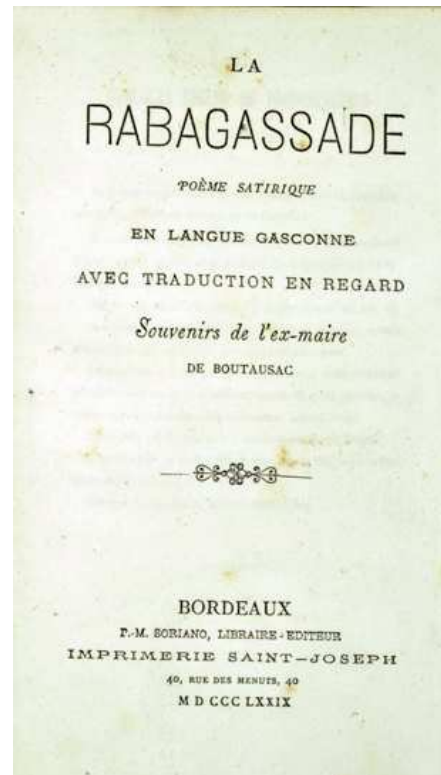 LA
RABAGASSADE
POÈME SATIRIQUE
EN LANGUE GASCONNE
AVEC TRADUCTION EN REGARD
Souvenirs de l'ex-maire
DE BOUTAUSAC
BORDEAUX
P.-M. SORIANO, LIBRAIRE-EDITEUR
IMPRIMERIE SAINT-JOSEPH
40, RUE DES MENUTS, 40
M D CCC LXXIX